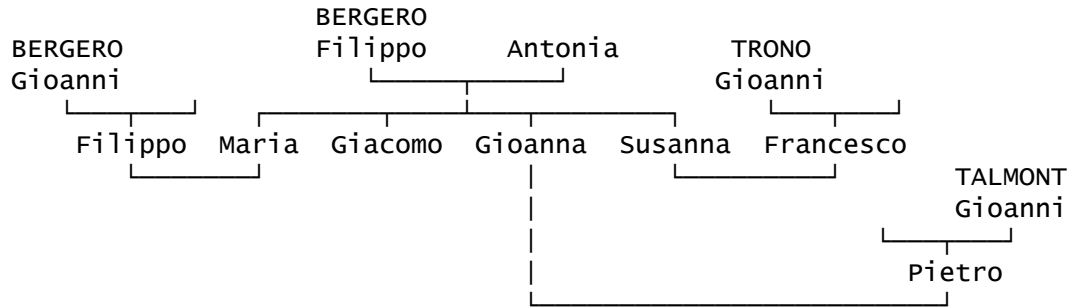 BERGERO
BERGERO Filippo Antonia TRONO
Gioanni Gioanni
Filippo Maria Giacomo Gioanna Susanna Francesco
TALMONT
Gioanni
Pietro